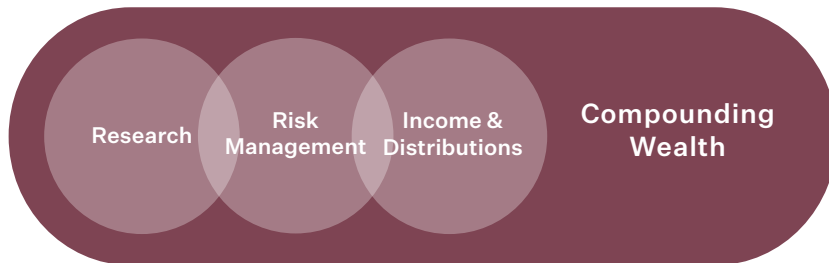 Research
Risk
Management
Income &
Distributions
Compounding
Wealth